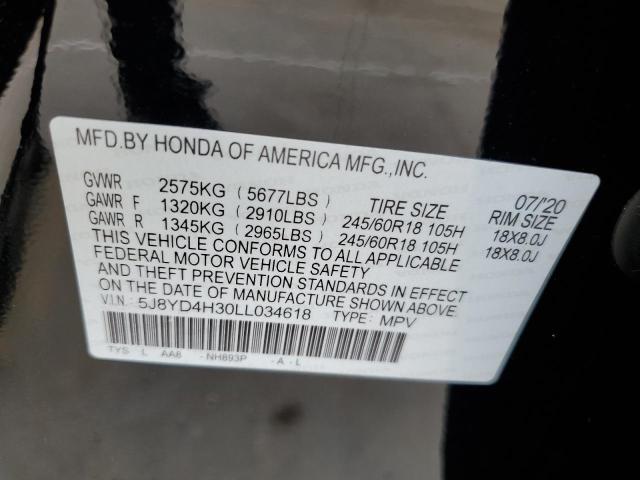 MFD.BY HONDA OF AMERICA MFG.,INC.
07/'20
GVWR 2575KG (5677LBS) TIRE SIZE RIM SIZE
GAWR F 1320KG (2910LBS) 245/60R18 105H 18X8.0J
GAWR R 1345KG (2965LBS) 245/60R18 105H 18X8.0J
THIS VEHICLE CONFORMS TO ALL APPLICABLE
FEDERAL MOTOR VEHICLE SAFETY
AND THEFT PREVENTION STANDARDS IN EFFECT
ON THE DATE OF MANUFACTURE SHOWN ABOVE.
V.I.N: 5J8YD4H30LL034618 TYPE: MPV
TYS L AA8 -NH893P -A-L